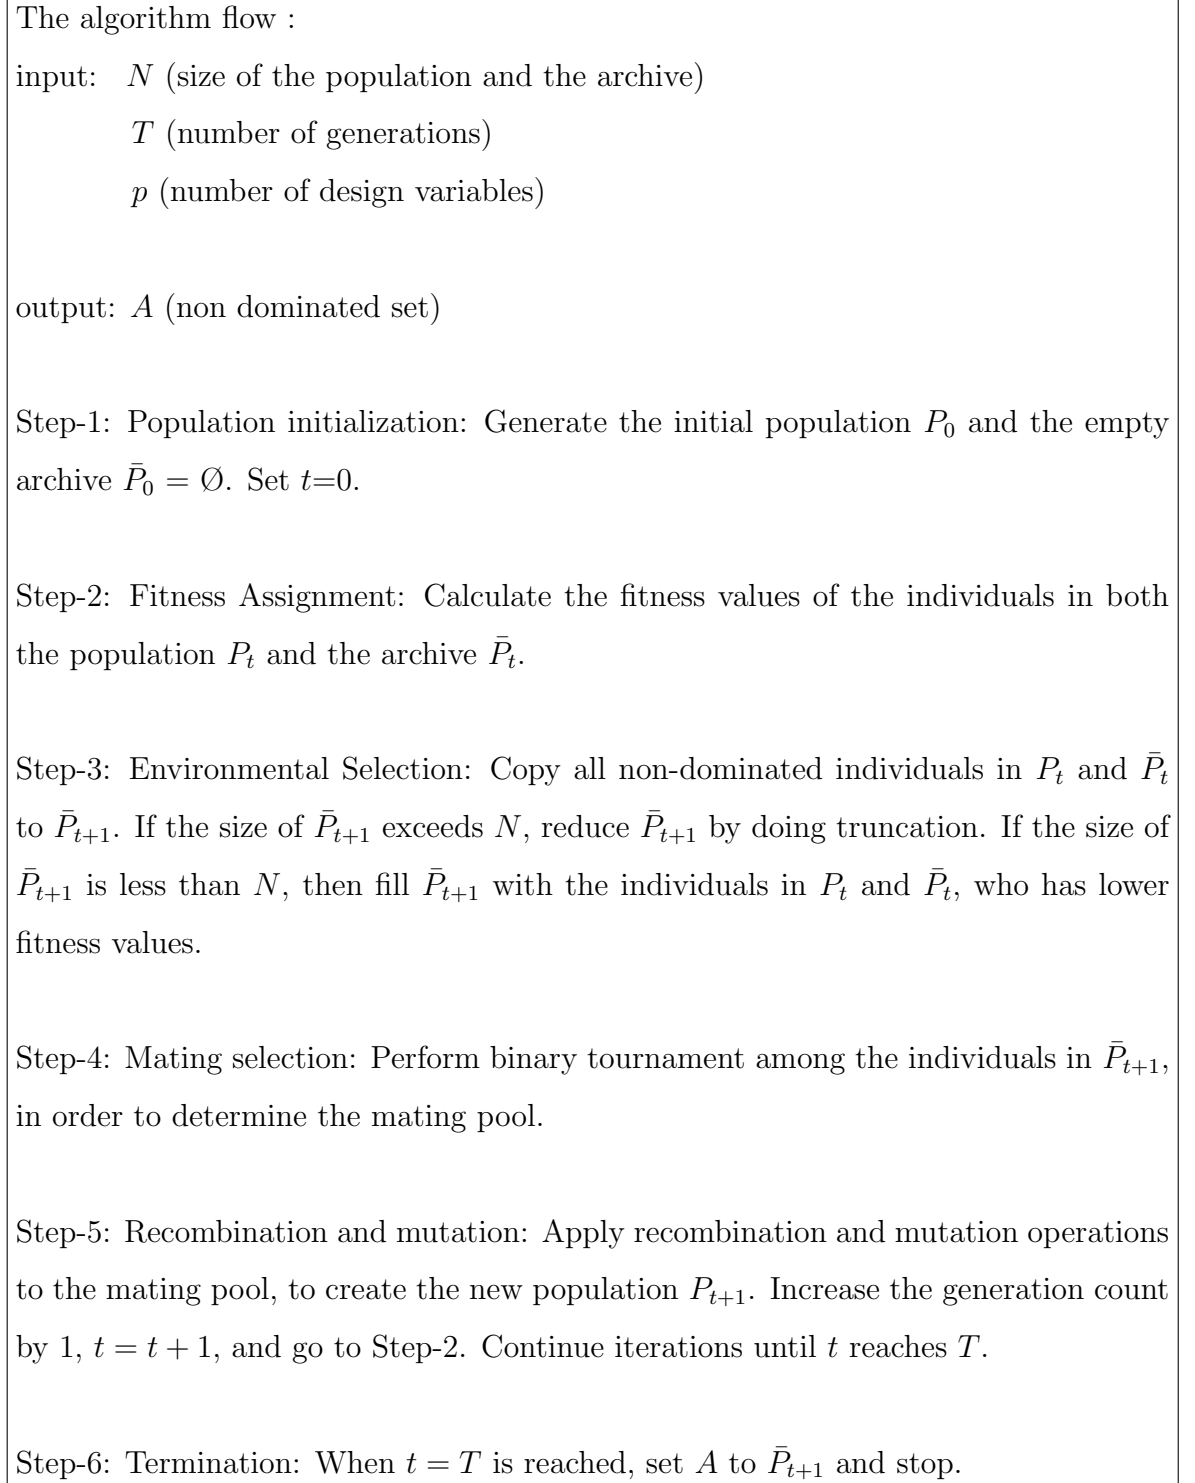 The algorithm flow :
input: N (size of the population and the archive)
T (number of generations)
p (number of design variables)
output: A (non dominated set)
Step-1: Population initialization: Generate the initial population P₀ and the empty
archive P̄₀ = Ø. Set t=0.
Step-2: Fitness Assignment: Calculate the fitness values of the individuals in both
the population Pₜ and the archive P̄ₜ.
Step-3: Environmental Selection: Copy all non-dominated individuals in Pₜ and P̄ₜ
to P̄ₜ₊₁. If the size of P̄ₜ₊₁ exceeds N, reduce P̄ₜ₊₁ by doing truncation. If the size of
P̄ₜ₊₁ is less than N, then fill P̄ₜ₊₁ with the individuals in Pₜ and P̄ₜ, who has lower
fitness values.
Step-4: Mating selection: Perform binary tournament among the individuals in P̄ₜ₊₁,
in order to determine the mating pool.
Step-5: Recombination and mutation: Apply recombination and mutation operations
to the mating pool, to create the new population Pₜ₊₁. Increase the generation count
by 1, t = t + 1, and go to Step-2. Continue iterations until t reaches T.
Step-6: Termination: When t = T is reached, set A to P̄ₜ₊₁ and stop.